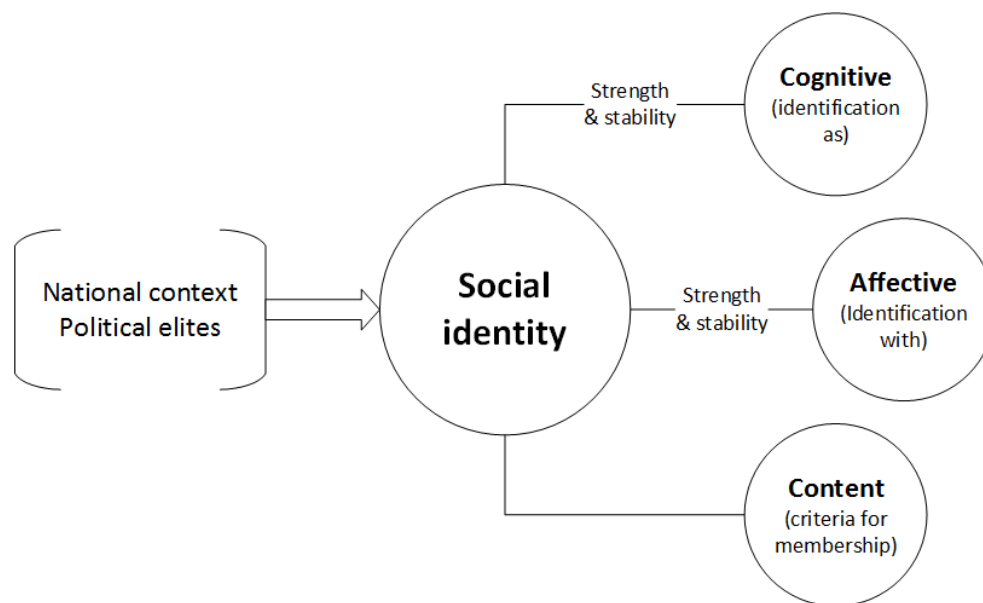 National context
Political elites
Social
identity
Strength
& stability
Cognitive
(identification
as)
Strength
& stability
Affective
(Identification
with)
Content
(criteria for
membership)